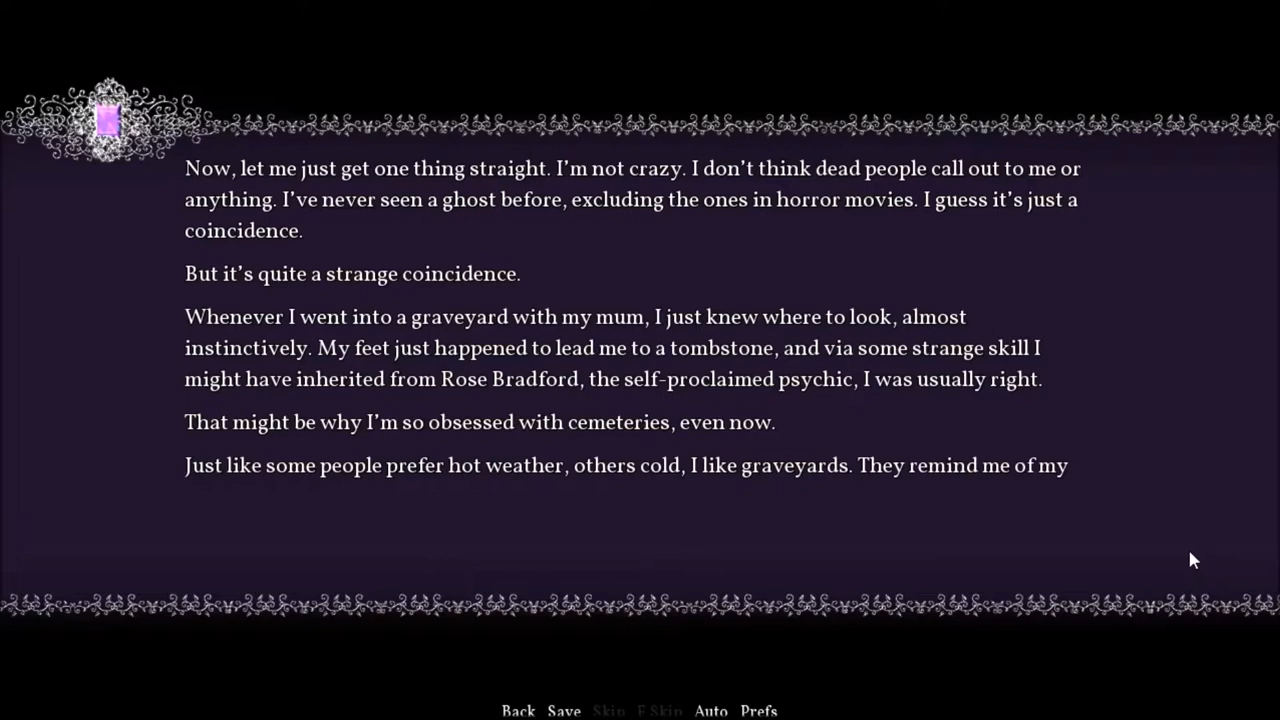 Now, let me just get one thing straight. I'm not crazy. I don't think dead people call out to me or
anything. I've never seen a ghost before, excluding the ones in horror movies. I guess it's just a
coincidence.
But it's quite a strange coincidence.
Whenever I went into a graveyard with my mum, I just knew where to look, almost
instinctively. My feet just happened to lead me to a tombstone, and via some strange skill I
might have inherited from Rose Bradford, the self-proclaimed psychic, I was usually right.
That might be why I'm so obsessed with cemeteries, even now.
Just like some people prefer hot weather, others cold, I like graveyards. They remind me of my
Back Save Skip F.Skip Auto Prefs